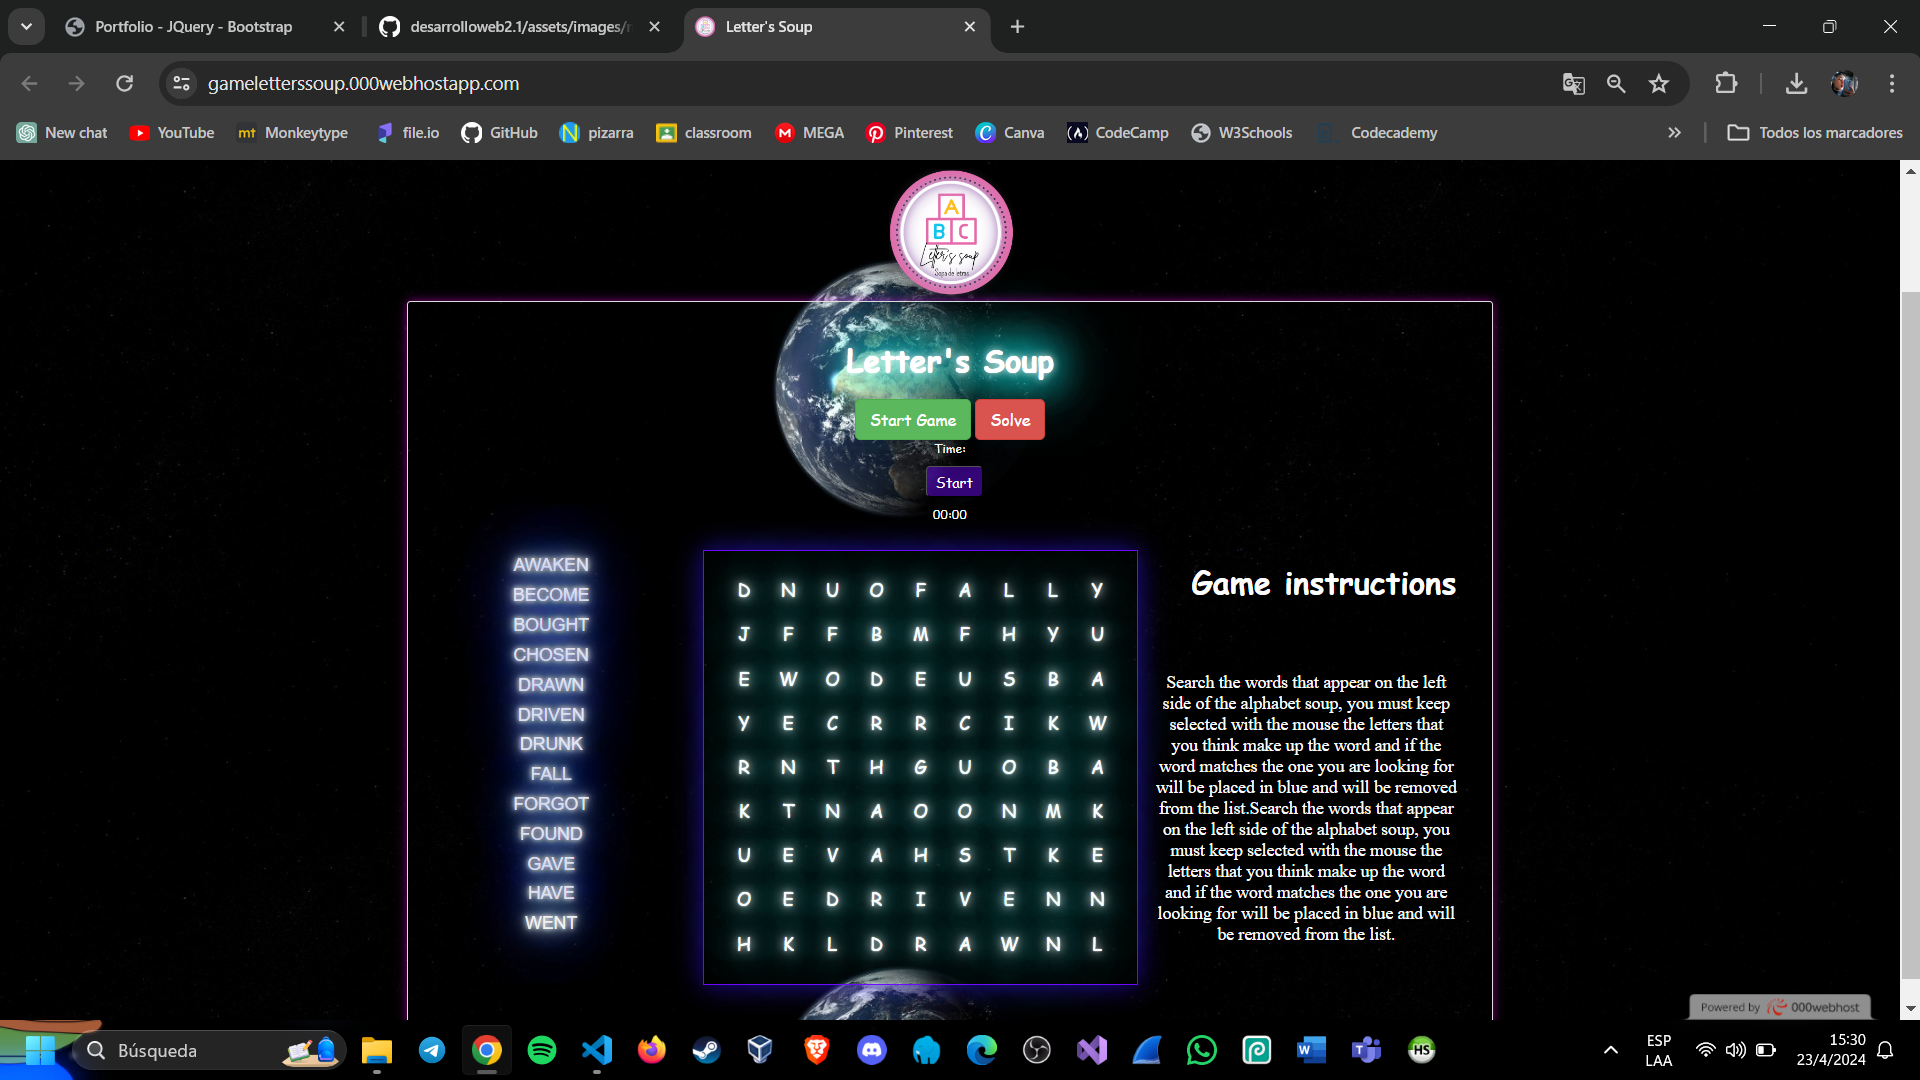 Portfolio - JQuery - Bootstrap
desarrolloweb2.1/assets/images/
Letter's Soup
gameletterssoup.000webhostapp.com
New chat
YouTube
mt Monkeytype
file.io
GitHub
pizarra
classroom
MEGA
Pinterest
Canva
CodeCamp
W3Schools
Codecademy
Todos los marcadores
A
B C
Letter's soup
Sopa de letras
Letter's Soup
Start Game
Solve
Time:
Start
00:00
AWAKEN
BECOME
BOUGHT
CHOSEN
DRAWN
DRIVEN
DRUNK
FALL
FORGOT
FOUND
GAVE
HAVE
WENT
D N U O F A L L Y
J F F B M F H Y U
E W O D E U S B A
Y E C R R C I K W
R N T H G U O B A
K T N A O O N M K
U E V A H S T K E
O E D R I V E N N
H K L D R A W N L
Game instructions
Search the words that appear on the left
side of the alphabet soup, you must keep
selected with the mouse the letters that
you think make up the word and if the
word matches the one you are looking for
will be placed in blue and will be removed
from the list.Search the words that appear
on the left side of the alphabet soup, you
must keep selected with the mouse the
letters that you think make up the word
and if the word matches the one you are
looking for will be placed in blue and will
be removed from the list.
Powered by 000webhost
Búsqueda
HS
ESP
LAA
15:30
23/4/2024